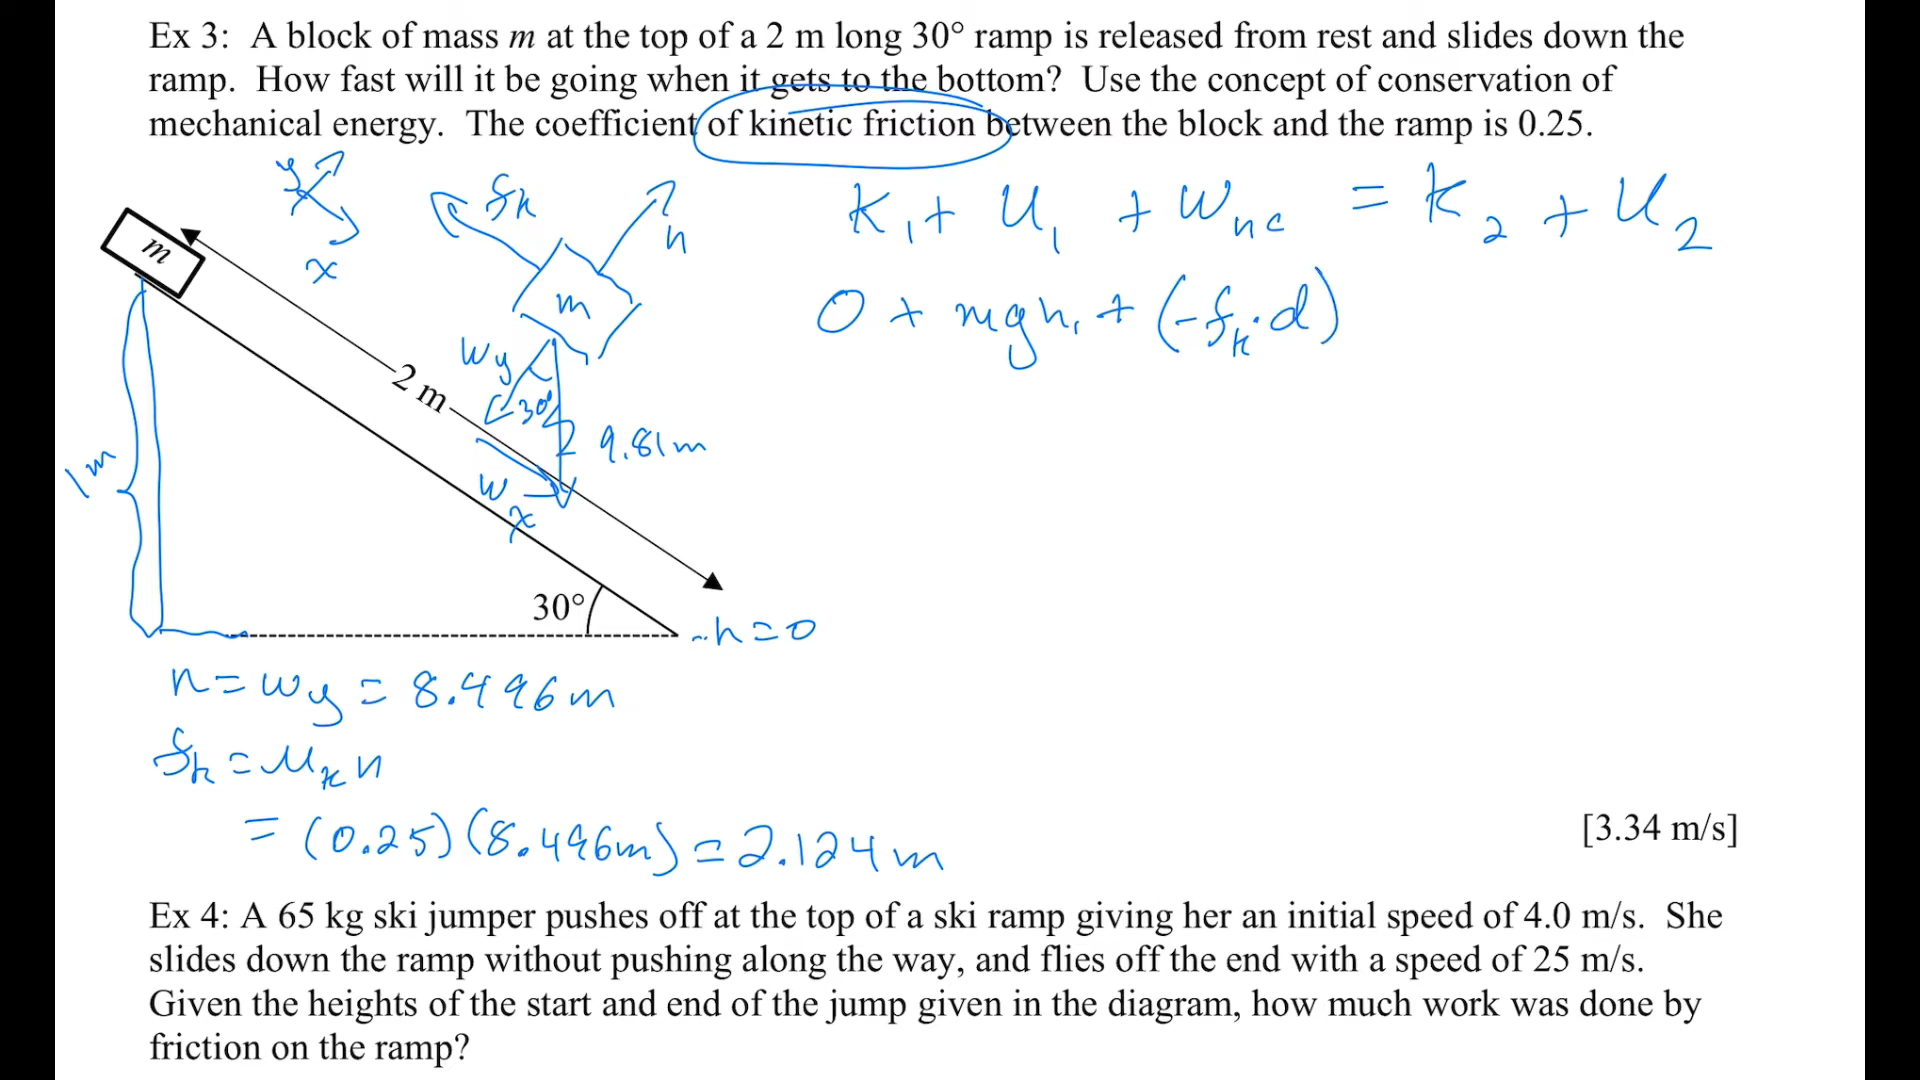 Ex 3: A block of mass m at the top of a 2 m long 30° ramp is released from rest and slides down the
ramp. How fast will it be going when it gets to the bottom? Use the concept of conservation of
mechanical energy. The coefficient of kinetic friction between the block and the ramp is 0.25.
y
x
fk
n
m
m
K₁ + U₁ + Wnc = K₂ + U₂
0 + mgh₁ + (-fk·d)
Wy
30°
2 m
9.81m
Wx
1m
30°
h=0
n = wy = 8.496m
fk = μk n
= (0.25)(8.496m) = 2.124m
[3.34 m/s]
Ex 4: A 65 kg ski jumper pushes off at the top of a ski ramp giving her an initial speed of 4.0 m/s. She
slides down the ramp without pushing along the way, and flies off the end with a speed of 25 m/s.
Given the heights of the start and end of the jump given in the diagram, how much work was done by
friction on the ramp?